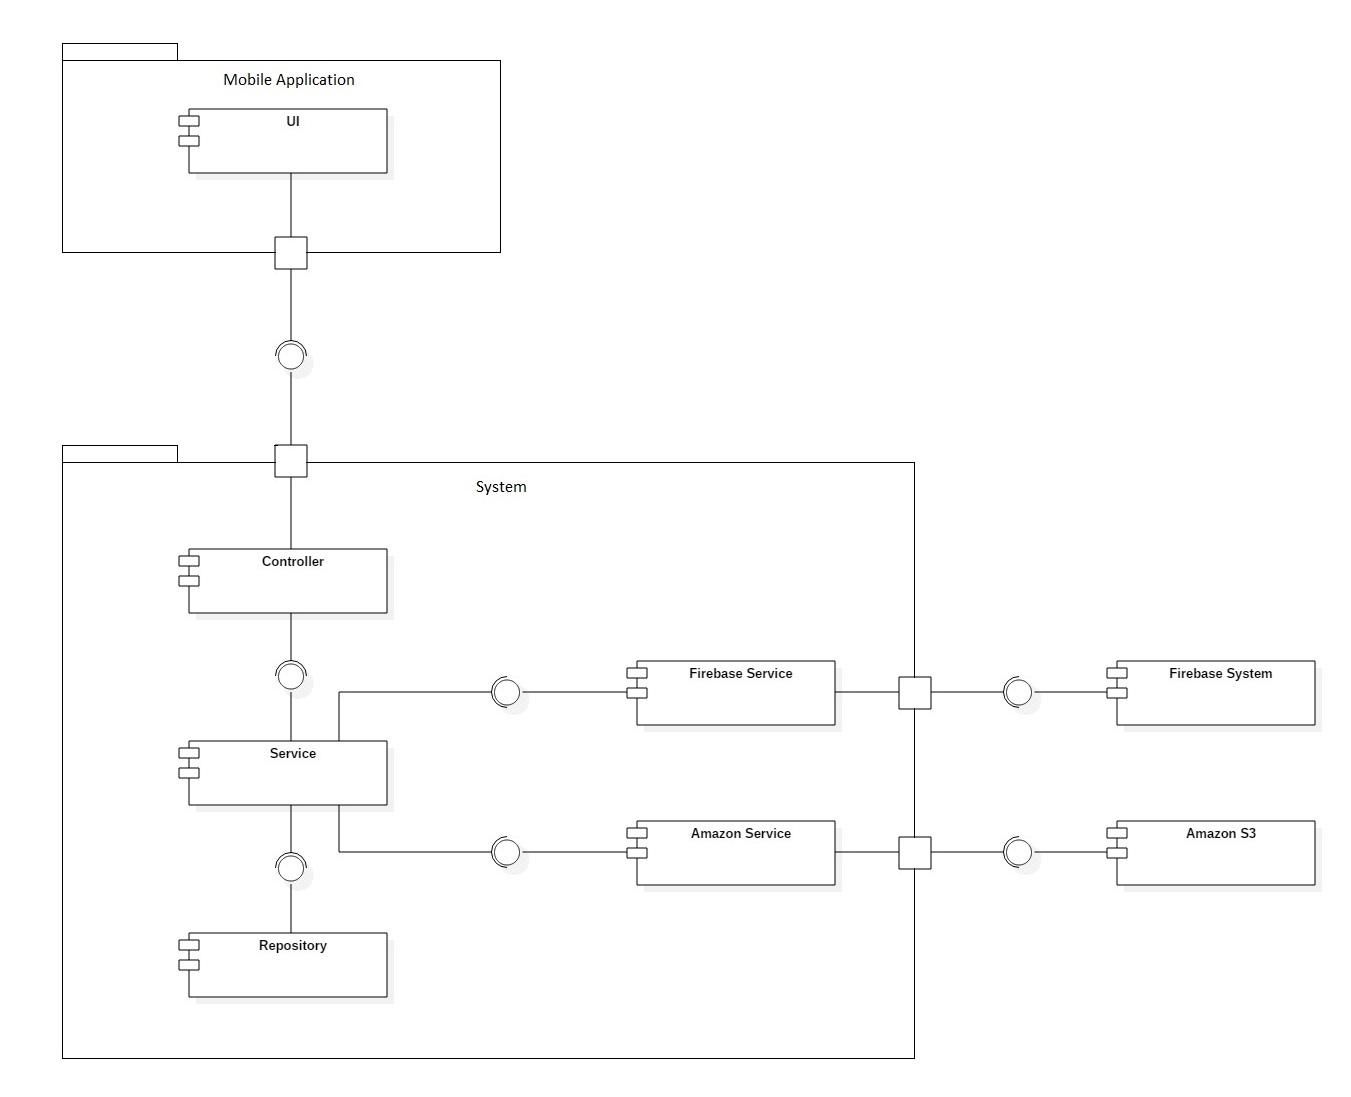 Mobile Application
UI
System
Controller
Firebase Service
Firebase System
Service
Amazon Service
Amazon S3
Repository